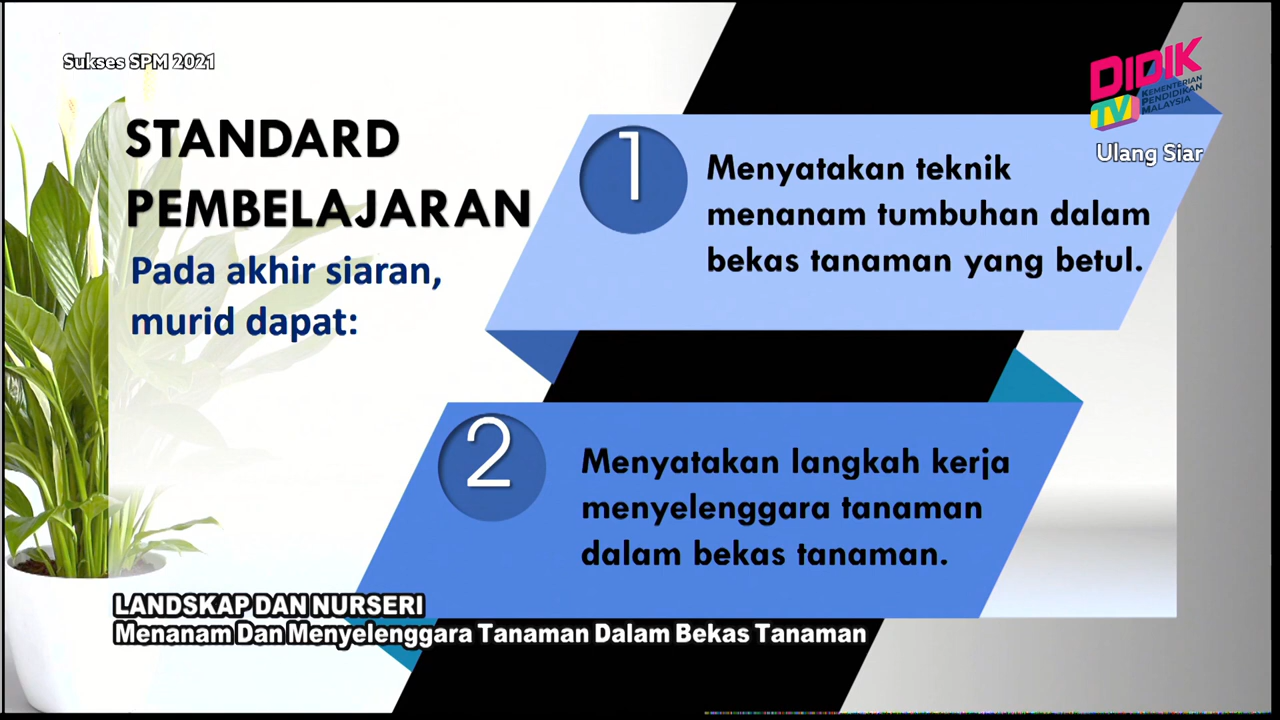 Sukses SPM 2021
DIDIK
TV
KEMENTERIAN
PENDIDIKAN
MALAYSIA
Ulang Siar
STANDARD
PEMBELAJARAN
Pada akhir siaran,
murid dapat:
1
Menyatakan teknik
menanam tumbuhan dalam
bekas tanaman yang betul.
2
Menyatakan langkah kerja
menyelenggara tanaman
dalam bekas tanaman.
LANDSKAP DAN NURSERI
Menanam Dan Menyelenggara Tanaman Dalam Bekas Tanaman